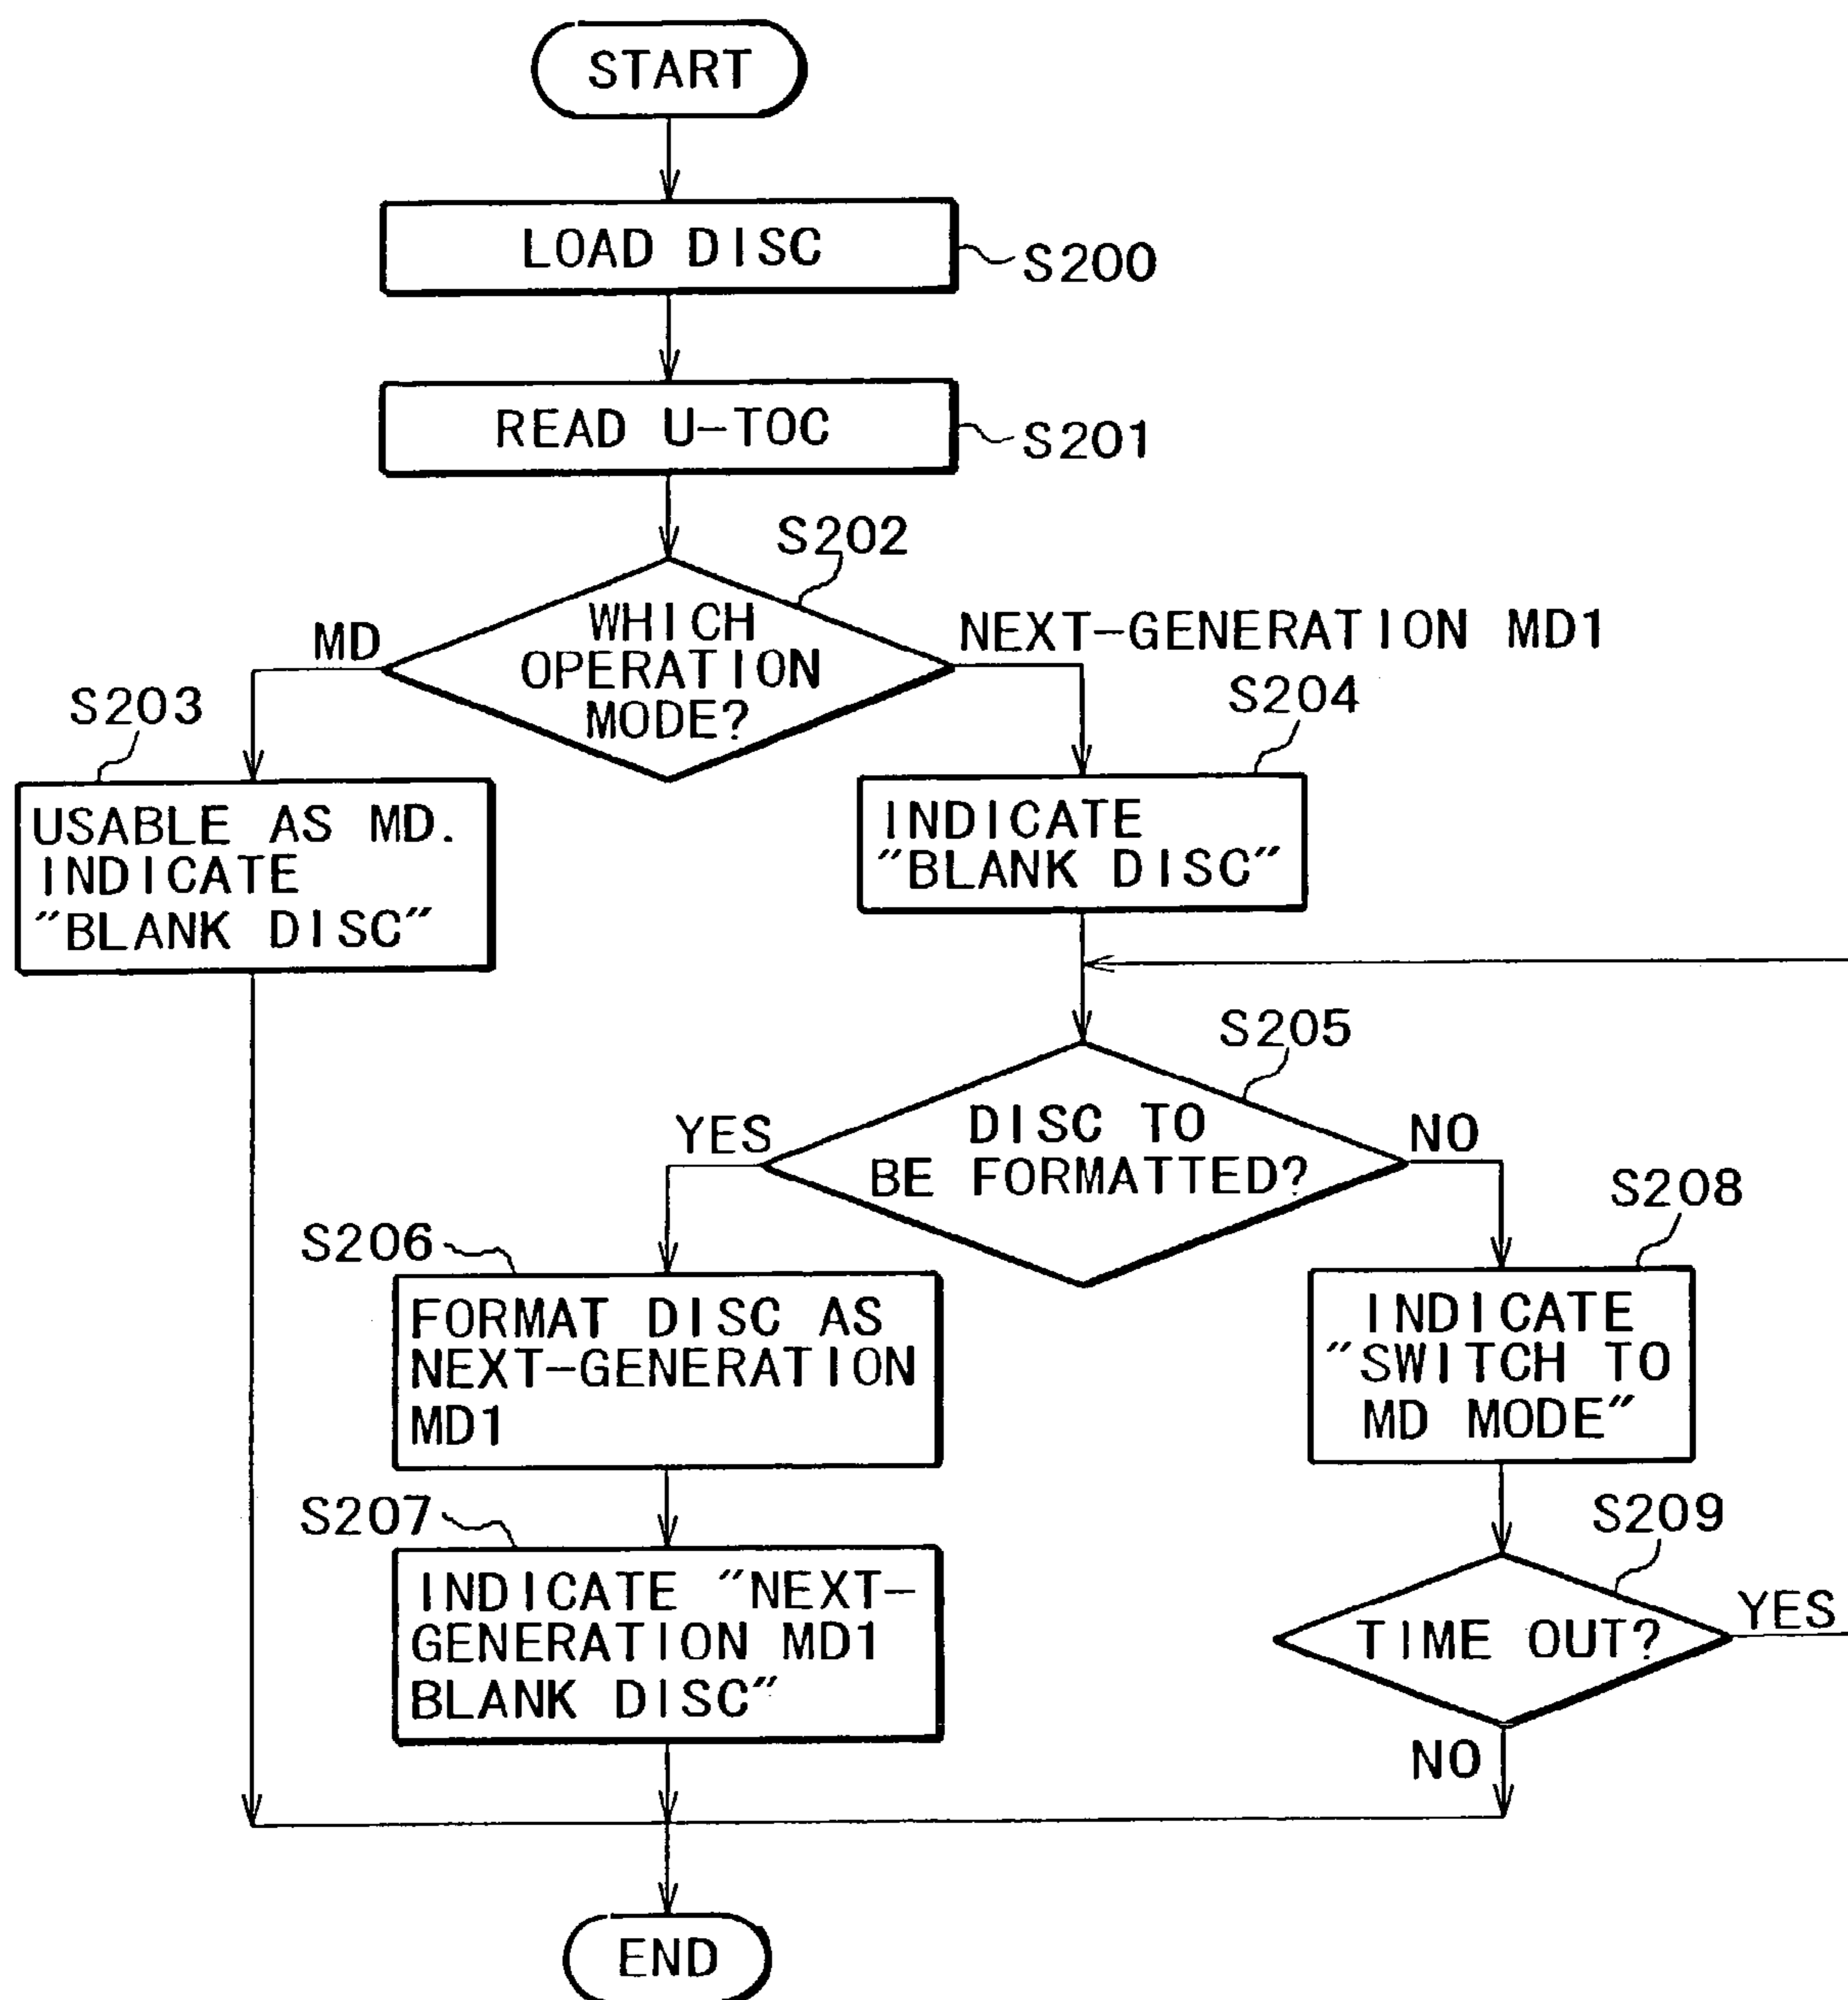 START
LOAD DISC
S200
READ U-TOC
S201
S202
WHICH
OPERATION
MODE?
MD
NEXT-GENERATION MD1
S203
USABLE AS MD.
INDICATE
"BLANK DISC"
S204
INDICATE
"BLANK DISC"
S205
DISC TO
BE FORMATTED?
YES
NO
S206
FORMAT DISC AS
NEXT-GENERATION
MD1
S207
INDICATE "NEXT-
GENERATION MD1
BLANK DISC"
S208
INDICATE
"SWITCH TO
MD MODE"
S209
TIME OUT?
YES
NO
END